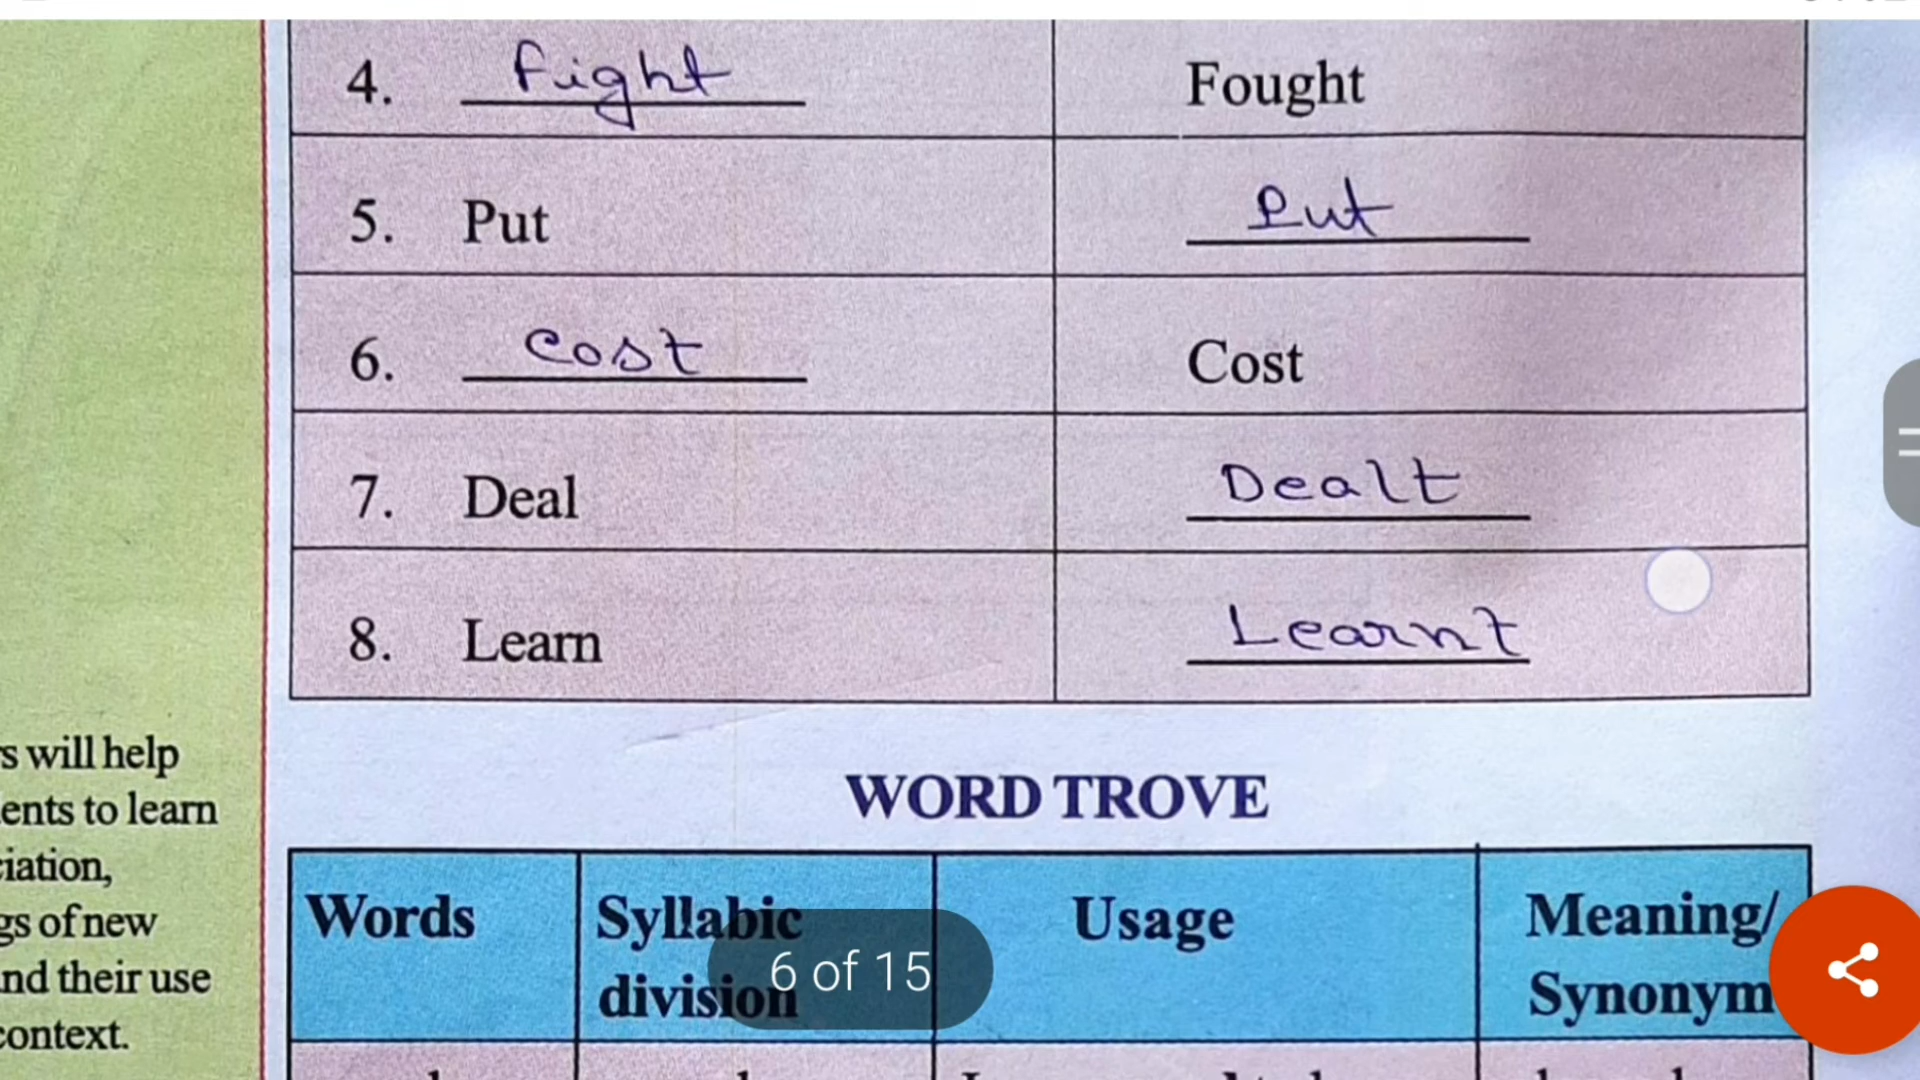 4. Fight Fought
5. Put Put
6. Cost Cost
7. Deal Dealt
8. Learn Learnt
s will help
ents to learn
ciation,
gs of new
nd their use
context.
WORD TROVE
Words Syllabic division Usage Meaning/ Synonym
6 of 15